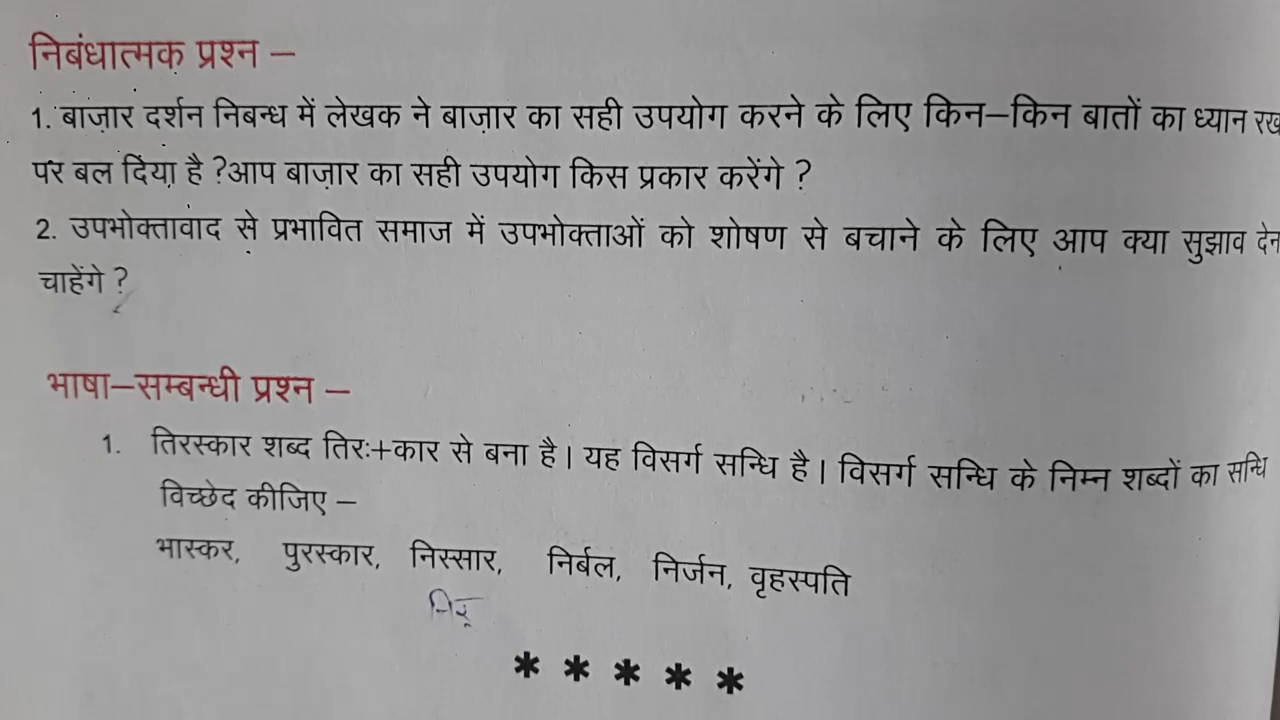 निबंधात्मक प्रश्न –
1. बाज़ार दर्शन निबन्ध में लेखक ने बाज़ार का सही उपयोग करने के लिए किन–किन बातों का ध्यान रख
पर बल दिया है ?आप बाज़ार का सही उपयोग किस प्रकार करेंगे ?
2. उपभोक्तावाद से प्रभावित समाज में उपभोक्ताओं को शोषण से बचाने के लिए आप क्या सुझाव देन
चाहेंगे ?
भाषा–सम्बन्धी प्रश्न –
1. तिरस्कार शब्द तिरः+कार से बना है। यह विसर्ग सन्धि है। विसर्ग सन्धि के निम्न शब्दों का सन्धि
विच्छेद कीजिए –
भास्कर, पुरस्कार, निस्सार, निर्बल, निर्जन, वृहस्पति
* * * * *